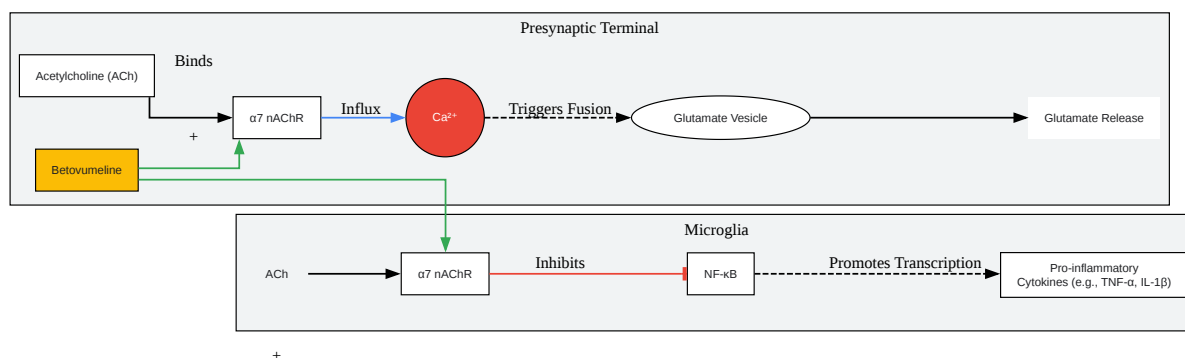 Presynaptic Terminal
Binds
Acetylcholine (ACh)
α7 nAChR
Influx
Ca²⁺
Triggers Fusion
Glutamate Vesicle
Glutamate Release
+
Betovumeline
Microglia
ACh
α7 nAChR
Inhibits
NF-κB
Promotes Transcription
Pro-inflammatory
Cytokines (e.g., TNF-α, IL-1β)
+